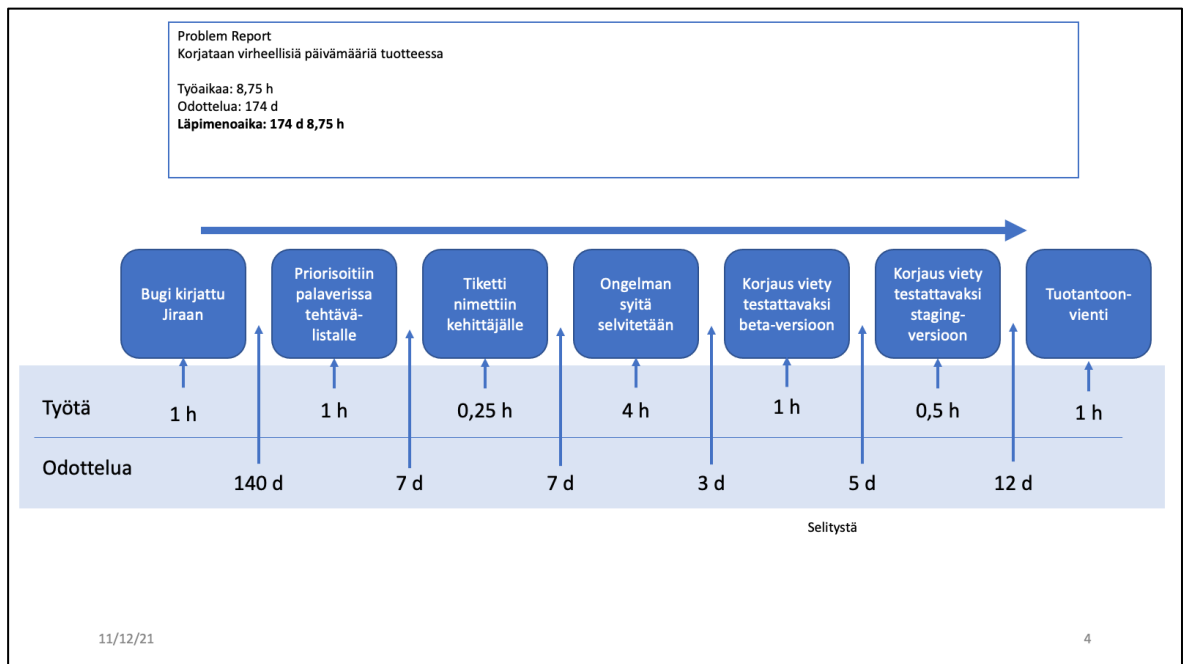 Problem Report
Korjataan virheellisiä päivämääriä tuotteessa
Työaikaa: 8,75 h
Odottelua: 174 d
Läpimenoaika: 174 d 8,75 h
Bugi kirjattu
Jiraan
Priorisoitiin
palaverissa
tehtävä-
listalle
Tiketti
nimettiin
kehittäjälle
Ongelman
syitä
selvitetään
Korjaus viety
testattavaksi
beta-versioon
Korjaus viety
testattavaksi
staging-
versioon
Tuotantoon-
vienti
Työtä 1 h 1 h 0,25 h 4 h 1 h 0,5 h 1 h
Odottelua 140 d 7 d 7 d 3 d 5 d 12 d
Selitystä
11/12/21 4